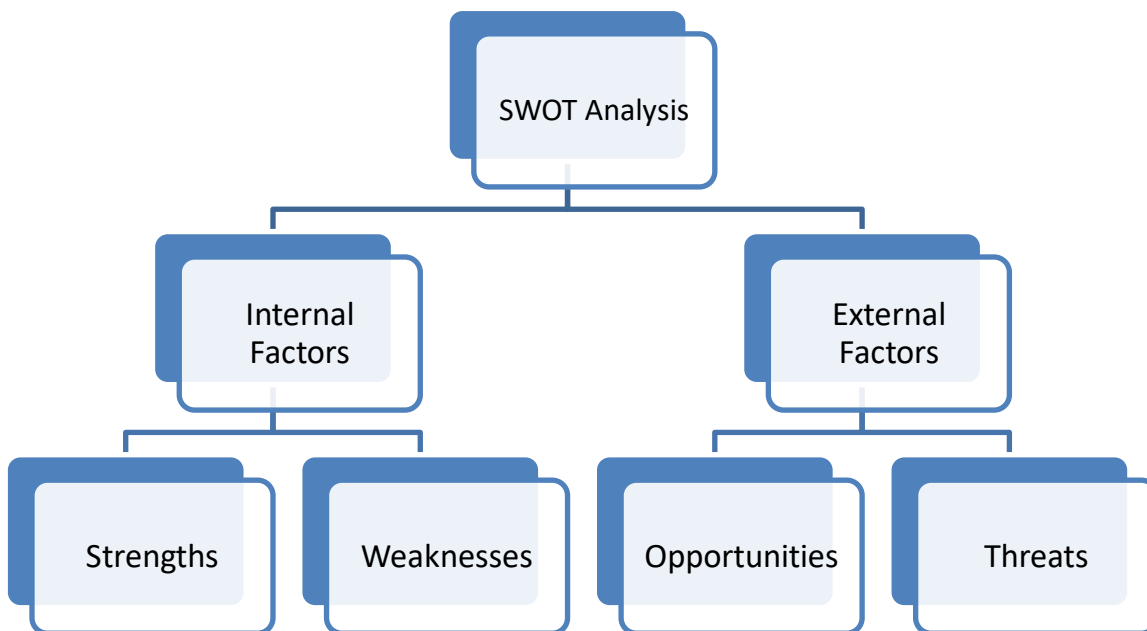 SWOT Analysis
Internal
Factors
External
Factors
Strengths
Weaknesses
Opportunities
Threats